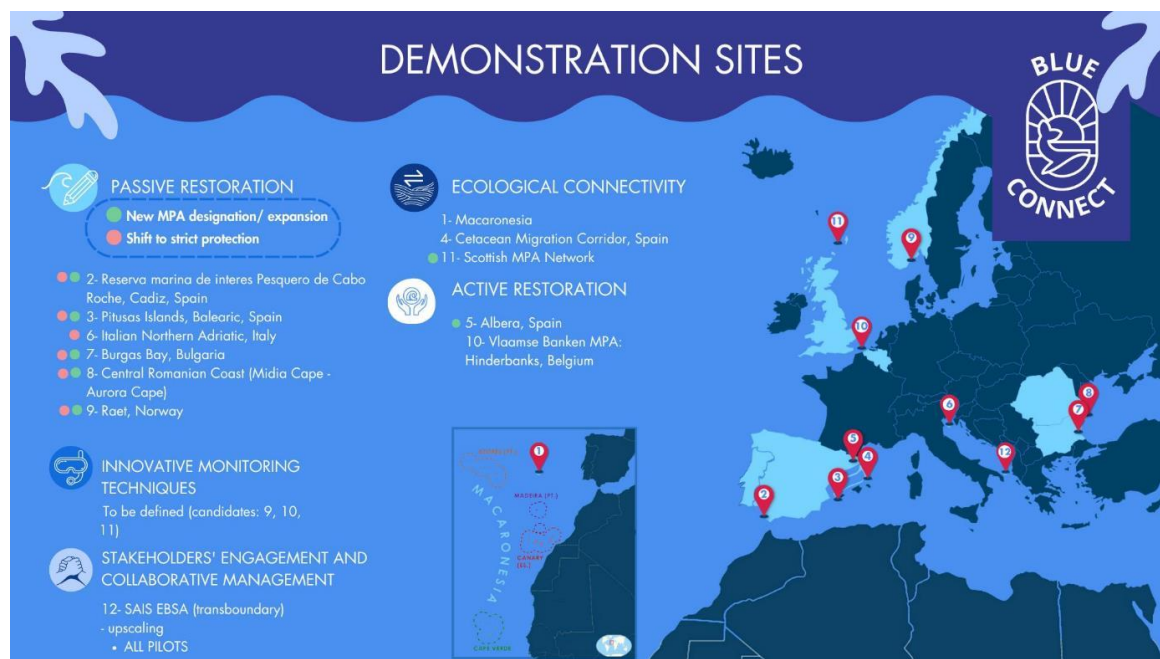 DEMONSTRATION SITES
BLUE
CONNECT
PASSIVE RESTORATION
New MPA designation/ expansion
Shift to strict protection
2- Reserva marina de interes Pesquero de Cabo
Roche, Cadiz, Spain
3- Pitusas Islands, Balearic, Spain
6- Italian Northern Adriatic, Italy
7- Burgas Bay, Bulgaria
8- Central Romanian Coast (Midia Cape -
Aurora Cape)
9- Raet, Norway
INNOVATIVE MONITORING
TECHNIQUES
To be defined (candidates: 9, 10,
11)
STAKEHOLDERS' ENGAGEMENT AND
COLLABORATIVE MANAGEMENT
12- SAIS EBSA (transboundary)
- upscaling
• ALL PILOTS
ECOLOGICAL CONNECTIVITY
1- Macaronesia
4- Cetacean Migration Corridor, Spain
11- Scottish MPA Network
ACTIVE RESTORATION
5- Albera, Spain
10- Vlaamse Banken MPA:
Hinderbanks, Belgium
1
MADEIRA (PT.)
MACARONESIA
CANARY
(ES.)
CAPE VERDE
11
9
10
6
8
7
5
4
12
3
2